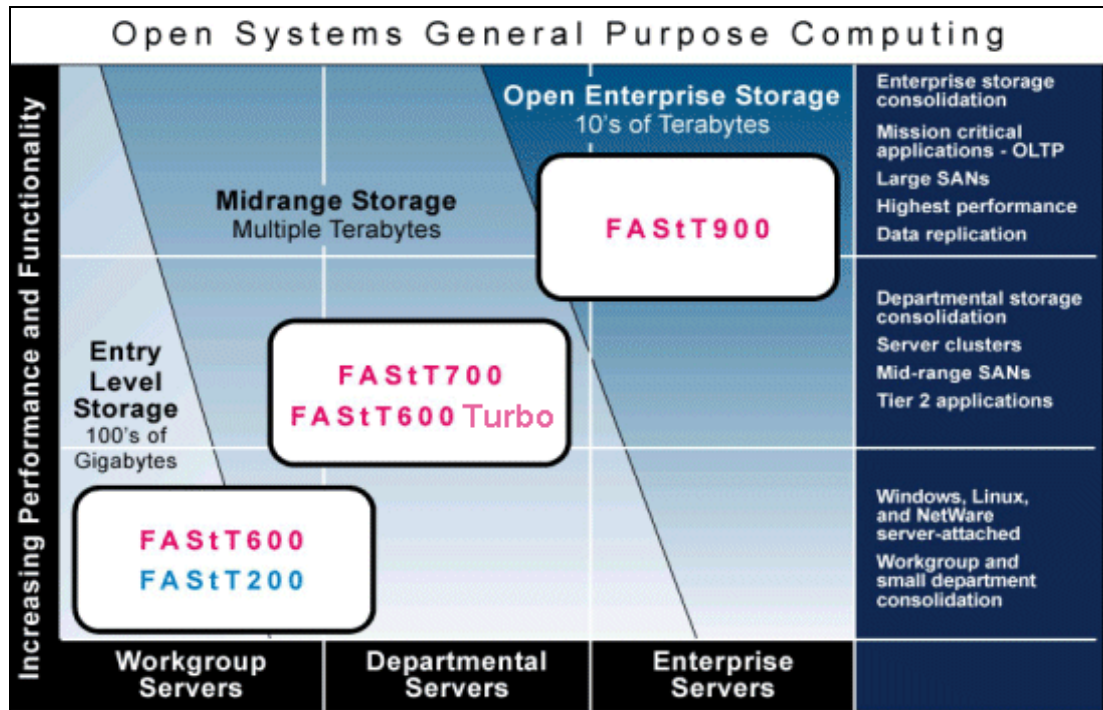 Open Systems General Purpose Computing
Increasing Performance and Functionality
Open Enterprise Storage
10's of Terabytes
FAStT900
Midrange Storage
Multiple Terabytes
FAStT700
FAStT600 Turbo
Entry
Level
Storage
100's of
Gigabytes
FAStT600
FAStT200
Enterprise storage
consolidation
Mission critical
applications - OLTP
Large SANs
Highest performance
Data replication
Departmental storage
consolidation
Server clusters
Mid-range SANs
Tier 2 applications
Windows, Linux,
and NetWare
server-attached
Workgroup and
small department
consolidation
Workgroup
Servers
Departmental
Servers
Enterprise
Servers